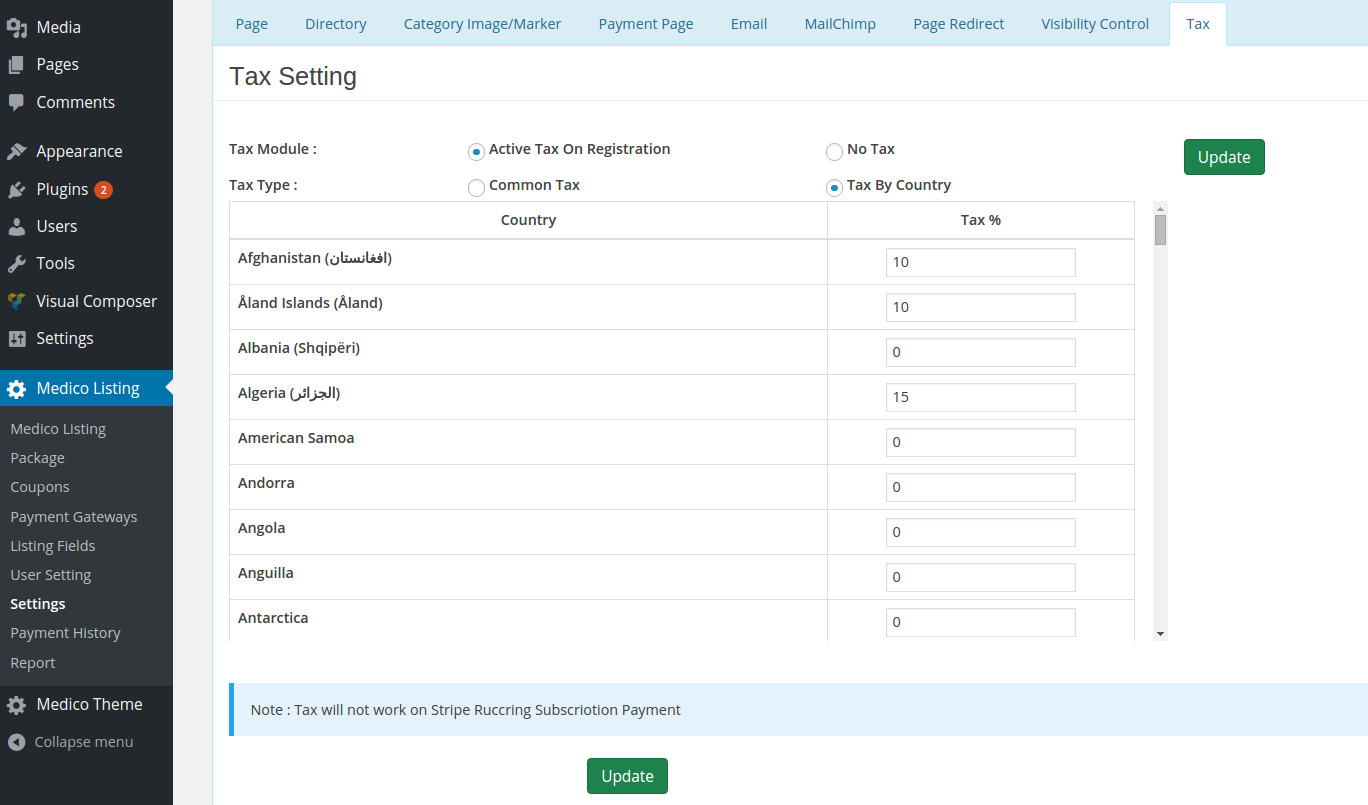 Media
Pages
Comments
Appearance
Plugins 2
Users
Tools
Visual Composer
Settings
Medico Listing
Medico Listing
Package
Coupons
Payment Gateways
Listing Fields
User Setting
Settings
Payment History
Report
Medico Theme
Collapse menu
Page Directory Category Image/Marker Payment Page Email MailChimp Page Redirect Visibility Control Tax
Tax Setting
Tax Module : Active Tax On Registration No Tax Update
Tax Type : Common Tax Tax By Country
Country Tax %
Afghanistan (افغانستان) 10
Åland Islands (Åland) 10
Albania (Shqipëri) 0
Algeria (الجزائر) 15
American Samoa 0
Andorra 0
Angola 0
Anguilla 0
Antarctica 0
Note : Tax will not work on Stripe Ruccring Subscriotion Payment
Update